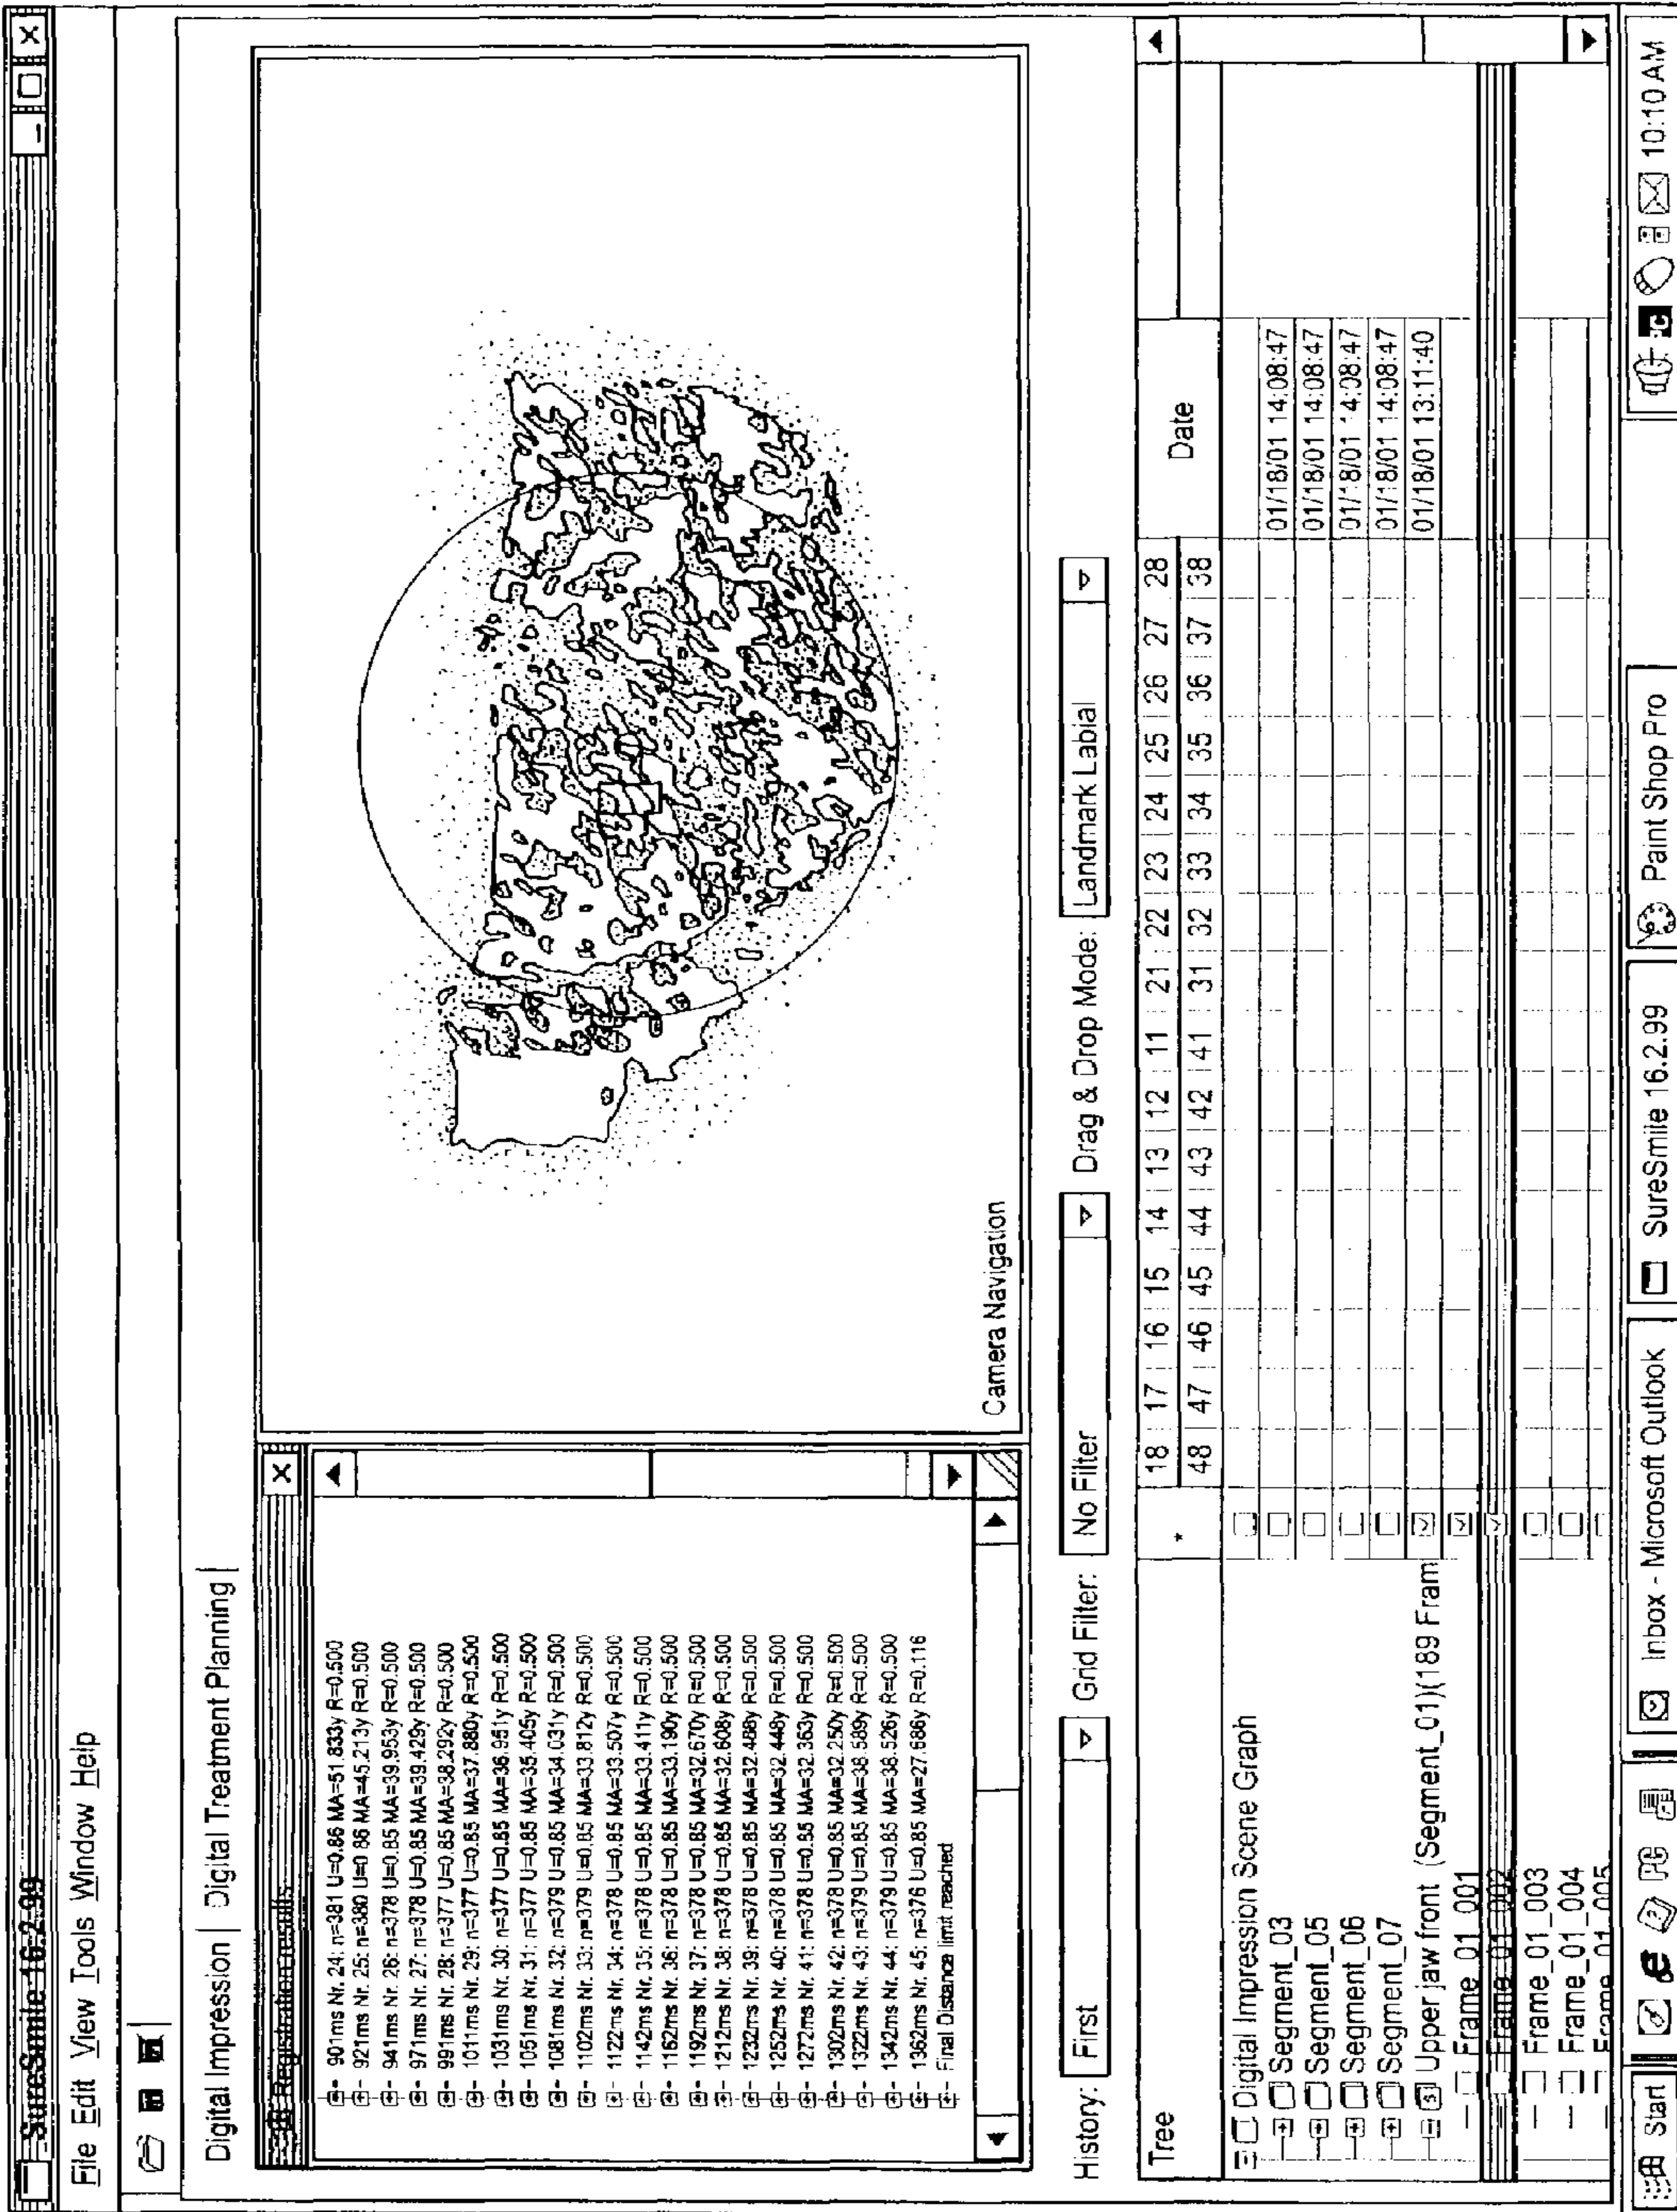 SureSmile 16.2.99
File Edit View Tools Window Help
Digital Impression Digital Treatment Planning
Registration results
901ms Nr. 24: n=381 U=0.86 MA=51.833y R=0.500
921ms Nr. 25: n=380 U=0.86 MA=45.213y R=0.500
941ms Nr. 26: n=378 U=0.85 MA=39.953y R=0.500
971ms Nr. 27: n=378 U=0.85 MA=39.429y R=0.500
991ms Nr. 28: n=377 U=0.85 MA=38.292y R=0.500
1011ms Nr. 29: n=377 U=0.85 MA=37.880y R=0.500
1031ms Nr. 30: n=377 U=0.85 MA=36.951y R=0.500
1051ms Nr. 31: n=377 U=0.85 MA=35.405y R=0.500
1081ms Nr. 32: n=379 U=0.85 MA=34.031y R=0.500
1102ms Nr. 33: n=379 U=0.85 MA=33.812y R=0.500
1122ms Nr. 34: n=378 U=0.85 MA=33.507y R=0.500
1142ms Nr. 35: n=378 U=0.85 MA=33.411y R=0.500
1162ms Nr. 36: n=378 U=0.85 MA=33.190y R=0.500
1192ms Nr. 37: n=378 U=0.85 MA=32.670y R=0.500
1212ms Nr. 38: n=378 U=0.85 MA=32.608y R=0.500
1232ms Nr. 39: n=378 U=0.85 MA=32.488y R=0.500
1252ms Nr. 40: n=378 U=0.85 MA=32.448y R=0.500
1272ms Nr. 41: n=378 U=0.85 MA=32.363y R=0.500
1302ms Nr. 42: n=378 U=0.85 MA=32.250y R=0.500
1322ms Nr. 43: n=379 U=0.85 MA=38.589y R=0.500
1342ms Nr. 44: n=379 U=0.85 MA=38.526y R=0.500
1362ms Nr. 45: n=376 U=0.85 MA=27.686y R=0.116
Final Distance limit reached
Camera Navigation
History: First Grid Filter: No Filter Drag & Drop Mode: Landmark Labial
Tree * 18 17 16 15 14 13 12 11 21 22 23 24 25 26 27 28 Date
48 47 46 45 44 43 42 41 31 32 33 34 35 36 37 38
Digital Impression Scene Graph
Segment_03 01/18/01 14:08:47
Segment_05 01/18/01 14:08:47
Segment_06 01/18/01 14:08:47
Segment_07 01/18/01 14:08:47
Upper jaw front (Segment_01)(189 Fram 01/18/01 13:11:40
Frame_01_001
Frame_01_002
Frame_01_003
Frame_01_004
Frame_01_005
Start Inbox - Microsoft Outlook SureSmile 16.2.99 Paint Shop Pro 10:10 AM